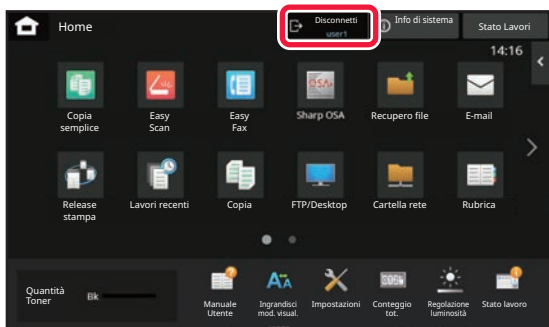 Home
Disconnetti
user1
Info di sistema
Stato Lavori
14:16
Copia
semplice
Easy
Scan
Easy
Fax
Sharp OSA
Recupero file
E-mail
Release
stampa
Lavori recenti
Copia
FTP/Desktop
Cartella rete
Rubrica
Quantità
Toner
Bk
Manuale
Utente
Ingrandisci
mod. visual.
Impostazioni
Conteggio
tot.
Regolazione
luminosità
Stato lavoro